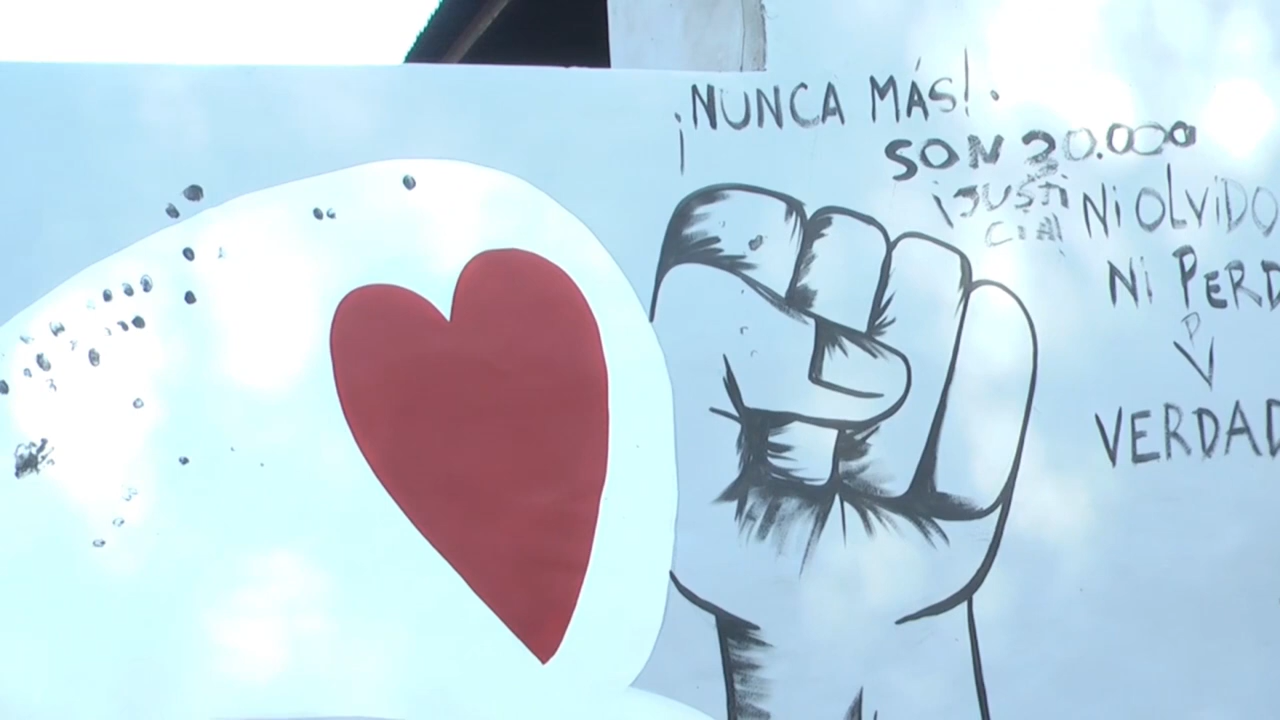 ¡NUNCA MÁS!.
SON 30.000
¡JUSTI
CIA!
NI OLVIDO
NI PERD
P
V
VERDAD